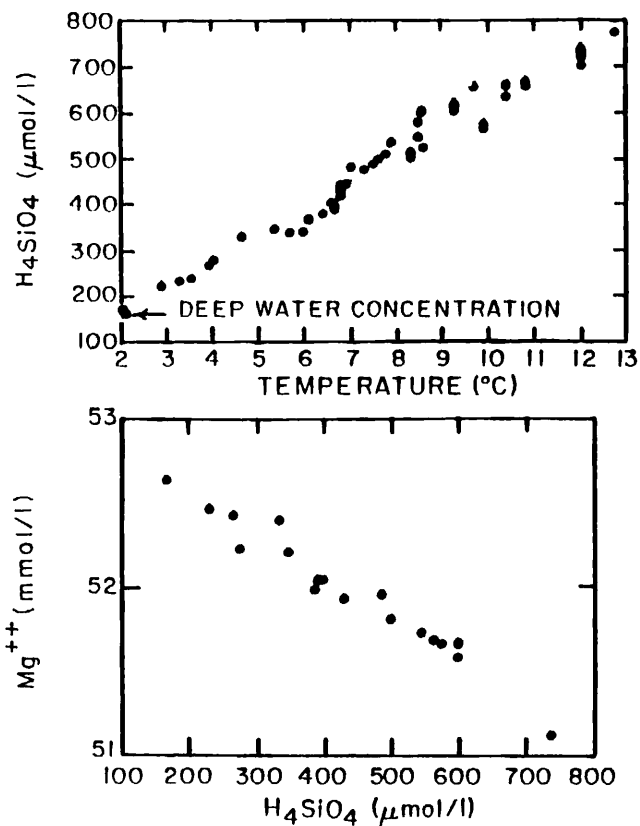 800
700
600
500
400
300
200
100
H4SiO4 (μmol/l)
DEEP WATER CONCENTRATION
2 3 4 5 6 7 8 9 10 11 12 13
TEMPERATURE (°C)
53
52
51
Mg++ (mmol/l)
100 200 300 400 500 600 700 800
H4SiO4 (μmol/l)